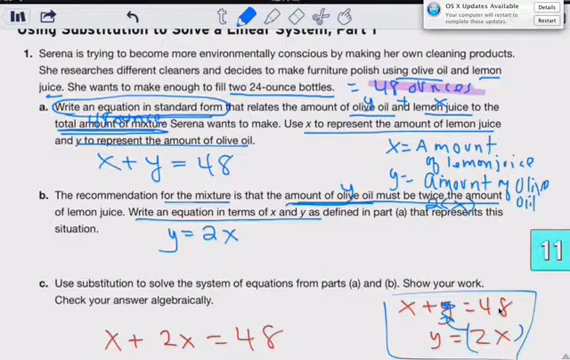 OS X Updates Available
Your computer will restart to complete these updates.
Details
Restart
Using Substitution to Solve a Linear System, Part 1
1. Serena is trying to become more environmentally conscious by making her own cleaning products.
She researches different cleaners and decides to make furniture polish using olive oil and lemon
juice. She wants to make enough to fill two 24-ounce bottles.
= 48 ounces
a. Write an equation in standard form that relates the amount of olive oil and lemon juice to the
y + x
48 ounce
total amount of mixture Serena wants to make. Use x to represent the amount of lemon juice
and y to represent the amount of olive oil.
x + y = 48
x = Amount
of lemon juice
y = amount of Olive
oil
b. The recommendation for the mixture is that the amount of olive oil must be twice the amount
y
2(x)
of lemon juice. Write an equation in terms of x and y as defined in part (a) that represents this
situation.
y = 2x
11
c. Use substitution to solve the system of equations from parts (a) and (b). Show your work.
Check your answer algebraically.
x + y = 48
y = (2x)
x + 2x = 48